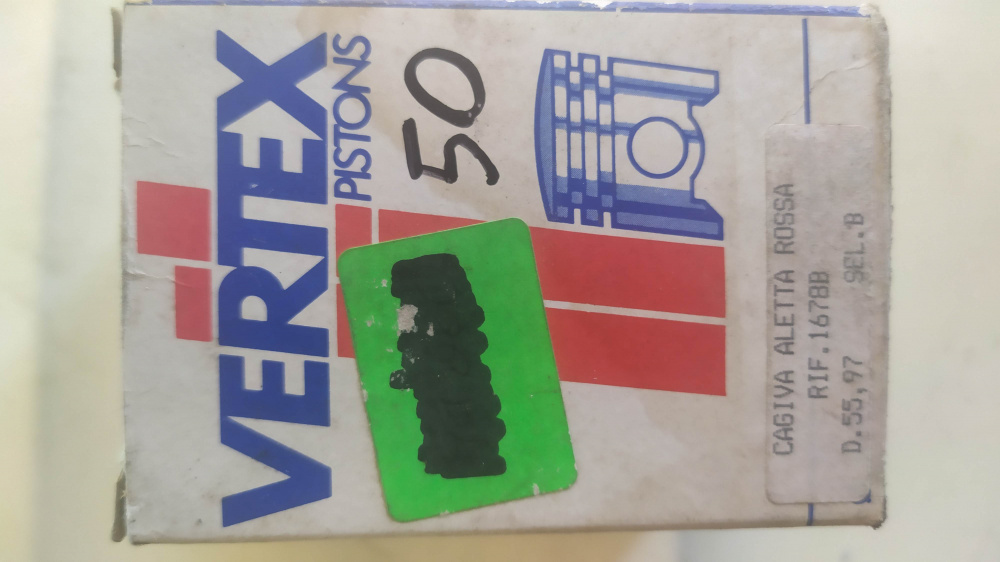 VERTEX
PISTONS
50
CAGIVA ALETTA ROSSA
RIF.1678B
D.55,97 SEL.B